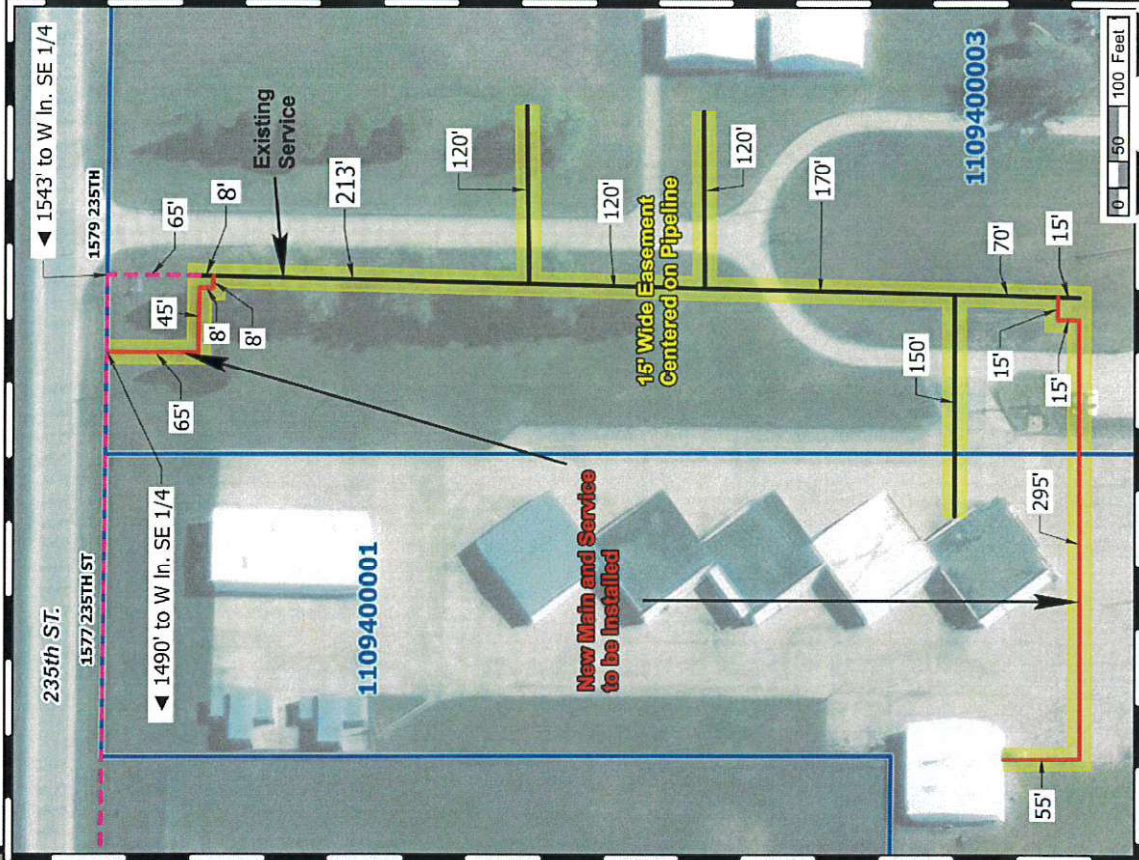 ◄ 1543' to W ln. SE 1/4
235th ST.
1577 235TH ST
1579 235TH
◄ 1490' to W ln. SE 1/4
65'
8'
Existing
Service
45'
8'
8'
213'
65'
120'
120'
120'
15' Wide Easement
Centered on Pipeline
170'
1109400001
New Main and Service
to be Installed
150'
70'
15'
15'
15'
295'
55'
1109400003
0 50 100 Feet